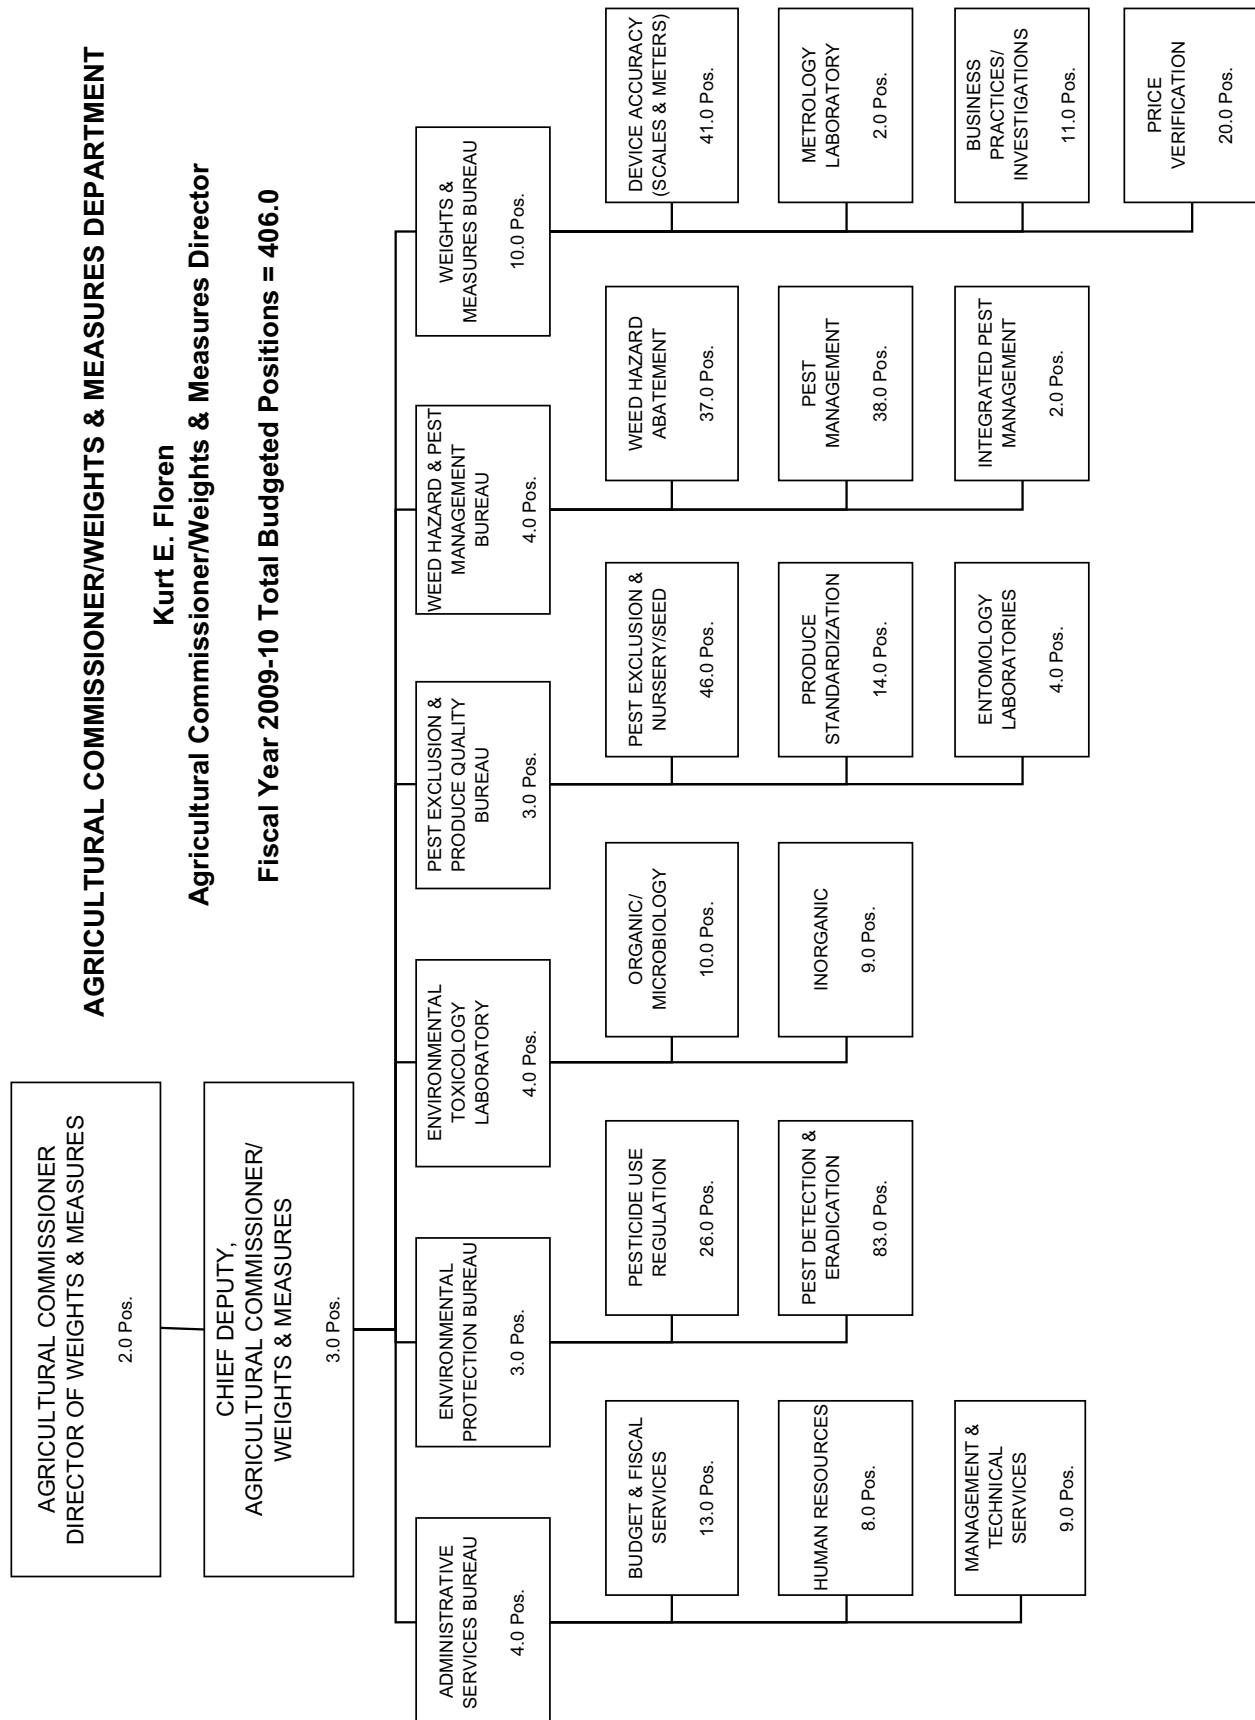 AGRICULTURAL COMMISSIONER/WEIGHTS & MEASURES DEPARTMENT
Kurt E. Floren
Agricultural Commissioner/Weights & Measures Director
Fiscal Year 2009-10 Total Budgeted Positions = 406.0
AGRICULTURAL COMMISSIONER
DIRECTOR OF WEIGHTS & MEASURES
2.0 Pos.
CHIEF DEPUTY,
AGRICULTURAL COMMISSIONER/
WEIGHTS & MEASURES
3.0 Pos.
ADMINISTRATIVE
SERVICES BUREAU
4.0 Pos.
BUDGET & FISCAL
SERVICES
13.0 Pos.
HUMAN RESOURCES
8.0 Pos.
MANAGEMENT &
TECHNICAL
SERVICES
9.0 Pos.
ENVIRONMENTAL
PROTECTION BUREAU
3.0 Pos.
PESTICIDE USE
REGULATION
26.0 Pos.
PEST DETECTION &
ERADICATION
83.0 Pos.
ENVIRONMENTAL
TOXICOLOGY
LABORATORY
4.0 Pos.
ORGANIC/
MICROBIOLOGY
10.0 Pos.
INORGANIC
9.0 Pos.
PEST EXCLUSION &
PRODUCE QUALITY
BUREAU
3.0 Pos.
PEST EXCLUSION &
NURSERY/SEED
46.0 Pos.
PRODUCE
STANDARDIZATION
14.0 Pos.
ENTOMOLOGY
LABORATORIES
4.0 Pos.
WEED HAZARD & PEST
MANAGEMENT
BUREAU
4.0 Pos.
WEED HAZARD
ABATEMENT
37.0 Pos.
PEST
MANAGEMENT
38.0 Pos.
INTEGRATED PEST
MANAGEMENT
2.0 Pos.
WEIGHTS &
MEASURES BUREAU
10.0 Pos.
DEVICE ACCURACY
(SCALES & METERS)
41.0 Pos.
METROLOGY
LABORATORY
2.0 Pos.
BUSINESS
PRACTICES/
INVESTIGATIONS
11.0 Pos.
PRICE
VERIFICATION
20.0 Pos.